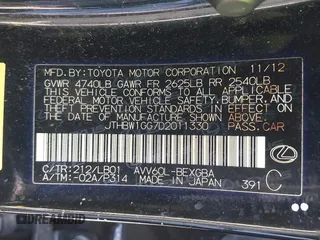 MFD. BY: TOYOTA MOTOR CORPORATION 11/12
GVWR 4740LB GAWR FR 2625LB RR 2540LB
THIS VEHICLE CONFORMS TO ALL APPLICABLE
FEDERAL MOTOR VEHICLE SAFETY, BUMPER, AND
THEFT PREVENTION STANDARDS IN EFFECT ON
THE DATE OF MANUFACTURE SHOWN ABOVE.
JTHBW1GG7D2011330 PASS.CAR
C/TR:212/LB01 AVV60L-BEXGBA
A/TM:-02A/P314 MADE IN JAPAN 391 C